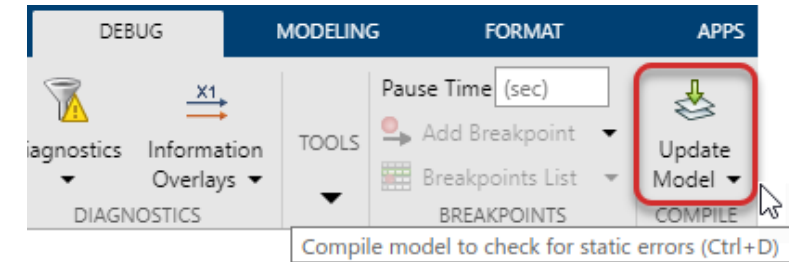 DEBUG MODELING FORMAT APPS
Pause Time (sec)
X1
Add Breakpoint
iagnostics Information TOOLS Update
Overlays Breakpoints List Model
DIAGNOSTICS BREAKPOINTS COMPILE
Compile model to check for static errors (Ctrl+D)